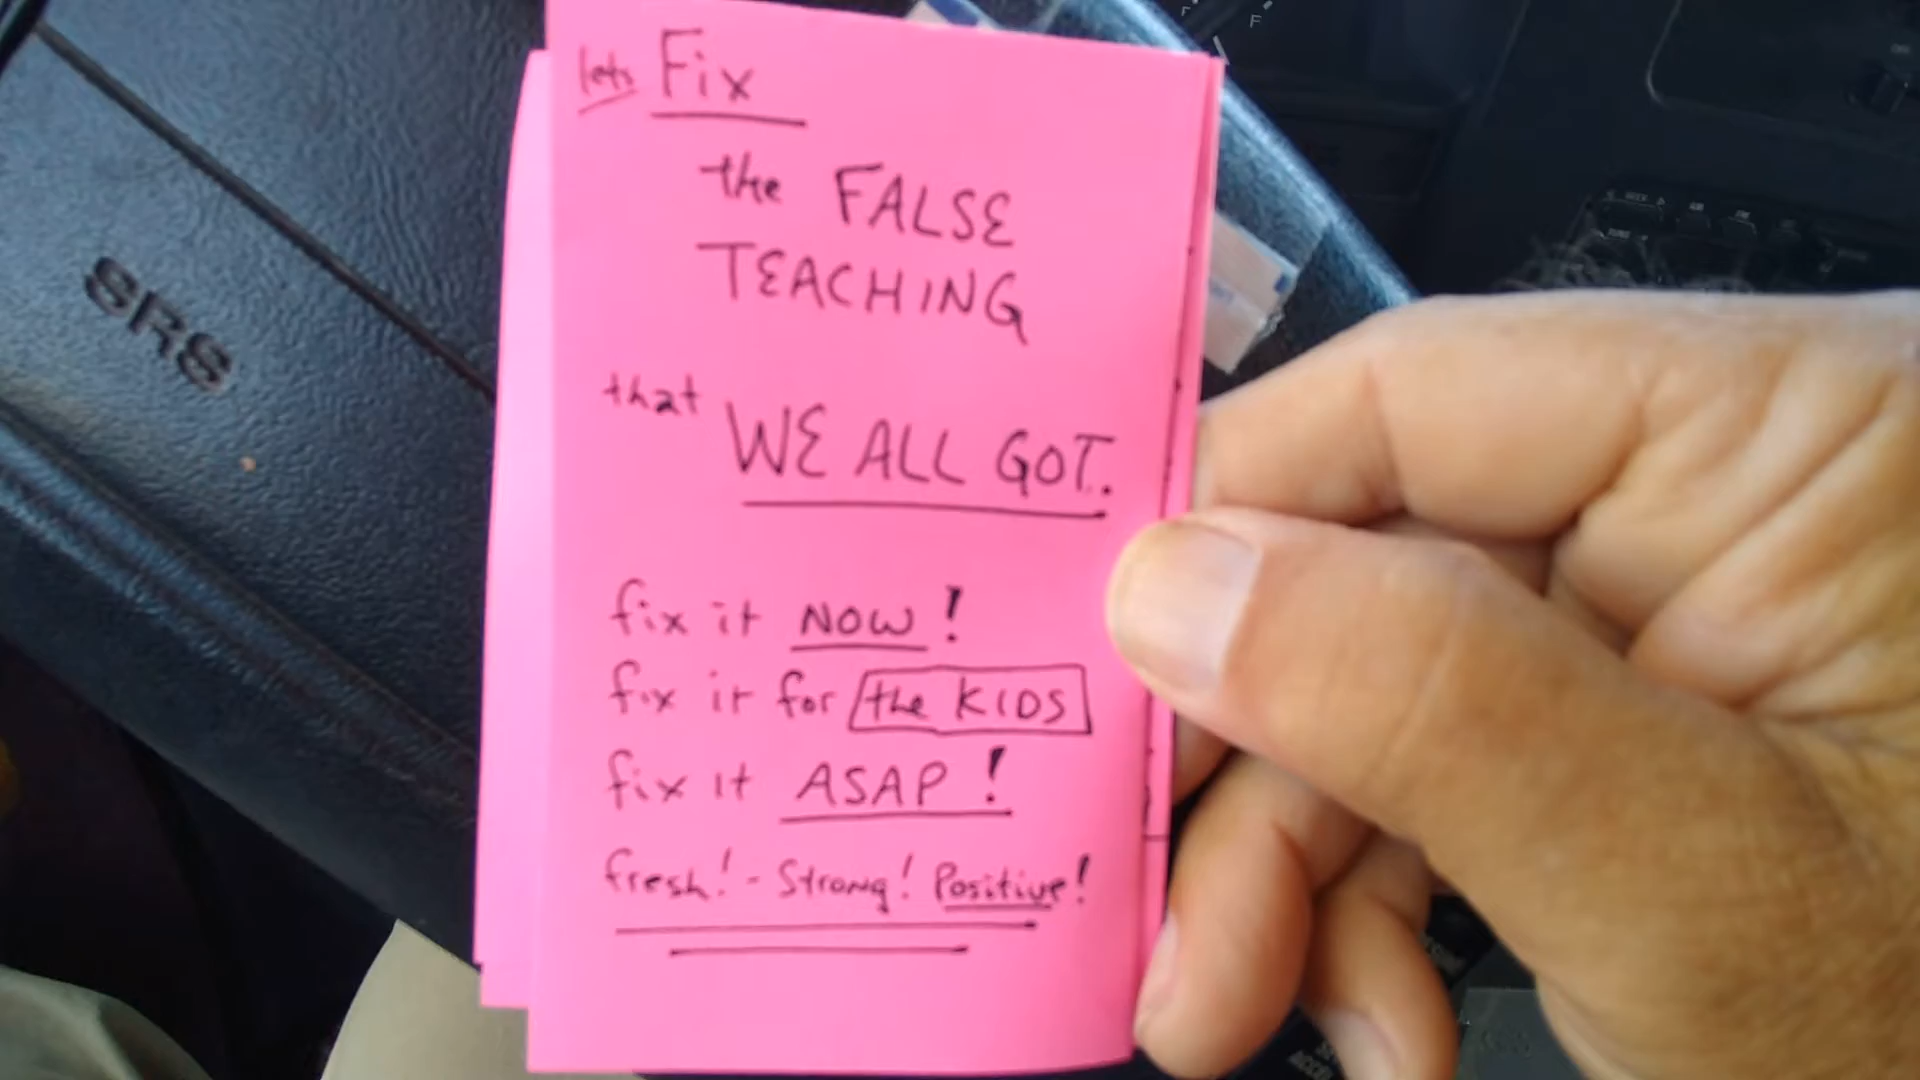 lets Fix
the FALSE
TEACHING
that WE ALL GOT.
fix it NOW!
fix it for the KIDS
fix it ASAP!
fresh! - Strong! Positive!
SRS
F